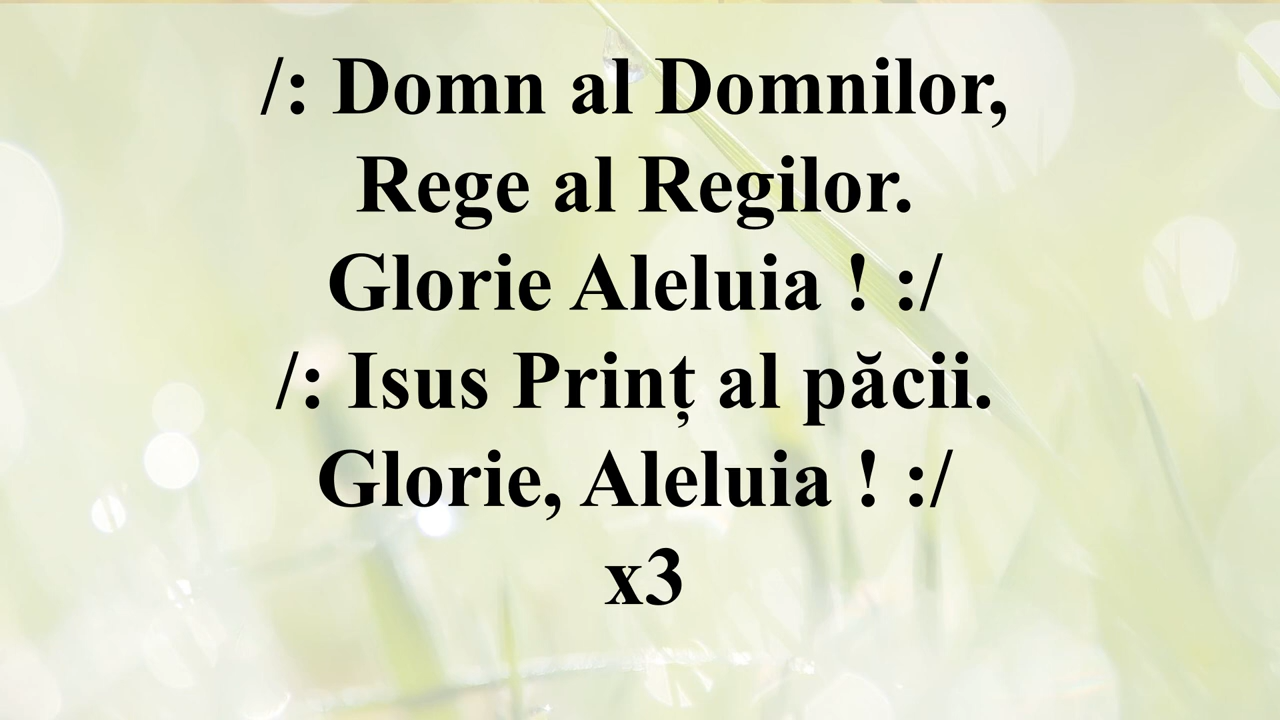 /: Domn al Domnilor,
Rege al Regilor.
Glorie Aleluia ! :/
/: Isus Prinț al păcii.
Glorie, Aleluia ! :/
x3